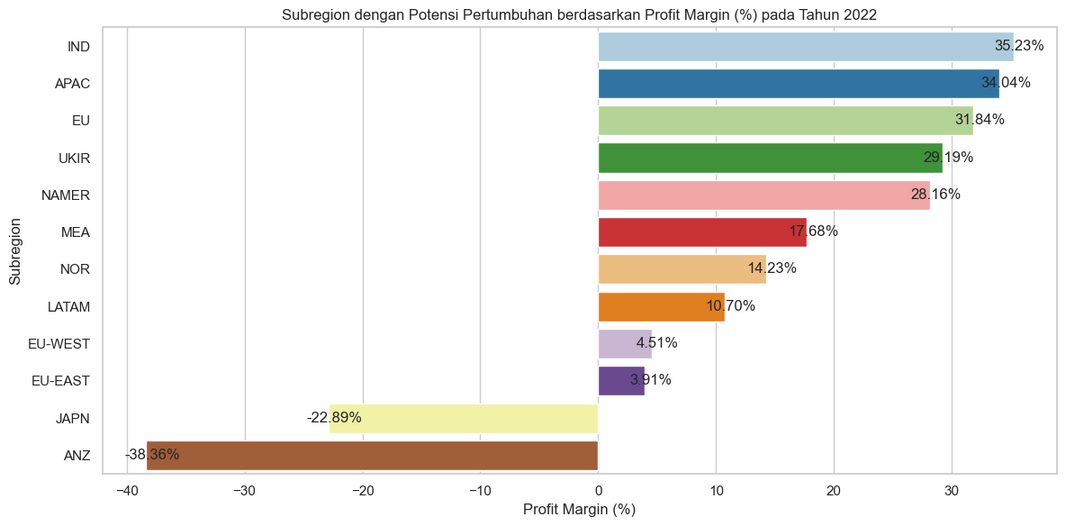 Subregion dengan Potensi Pertumbuhan berdasarkan Profit Margin (%) pada Tahun 2022
Subregion
IND 35.23%
APAC 34.04%
EU 31.84%
UKIR 29.19%
NAMER 28.16%
MEA 17.68%
NOR 14.23%
LATAM 10.70%
EU-WEST 4.51%
EU-EAST 3.91%
JAPN -22.89%
ANZ -38.36%
−40 −30 −20 −10 0 10 20 30
Profit Margin (%)